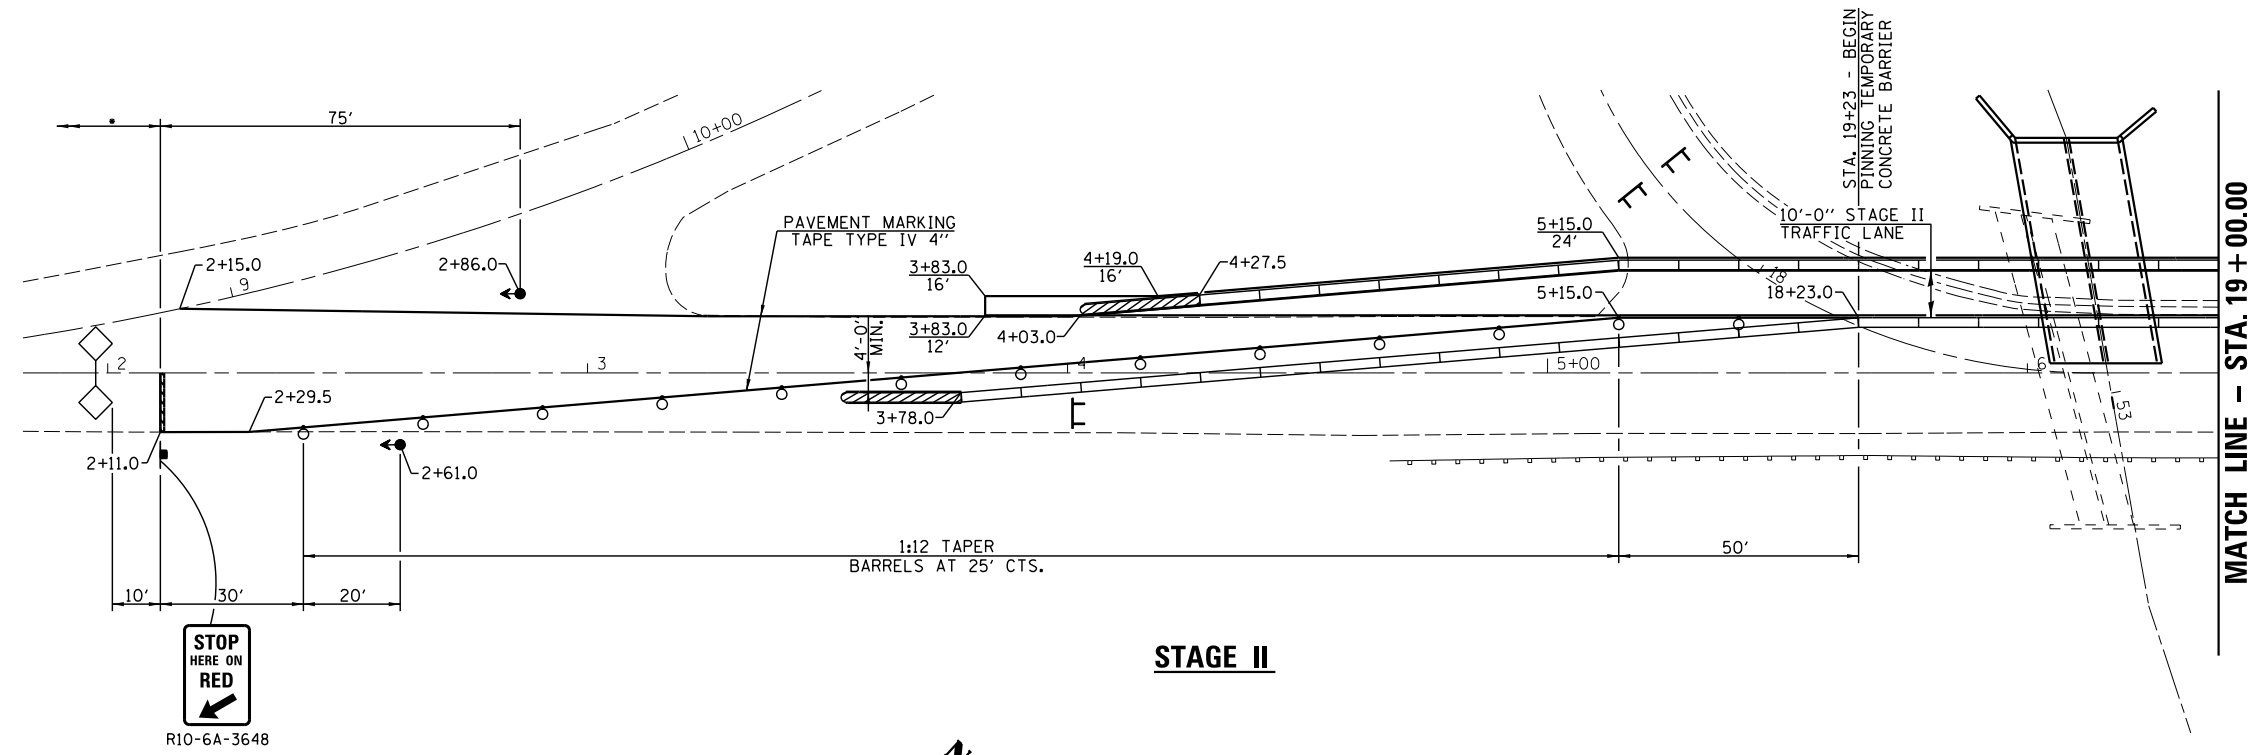 STA. 19+23 - BEGIN
PINNING TEMPORARY
CONCRETE BARRIER
*
75'
10+00
2+15.0
9
2+86.0
PAVEMENT MARKING
TAPE TYPE IV 4"
3+83.0
16'
4+19.0
16'
4+27.5
5+15.0
24'
10'-0" STAGE II
TRAFFIC LANE
18
18+23.0
5+15.0
3+83.0
12'
4+03.0
4'-0"
MIN.
2
3
4
5+00
6
2+29.5
3+78.0
53
2+11.0
2+61.0
1:12 TAPER
BARRELS AT 25' CTS.
50'
10'
30'
20'
STOP
HERE ON
RED
R10-6A-3648
STAGE II
MATCH LINE - STA. 19+00.00